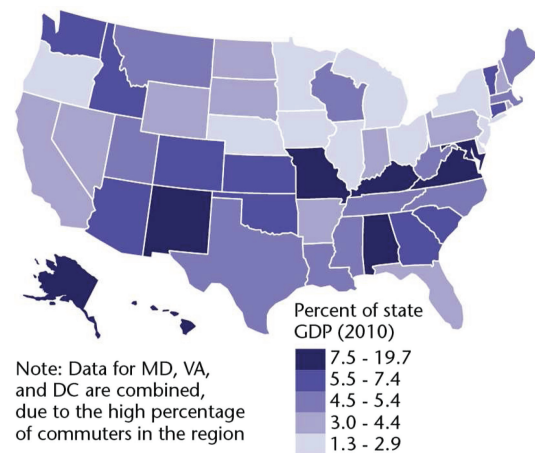 Percent of state
GDP (2010)
7.5 - 19.7
5.5 - 7.4
4.5 - 5.4
3.0 - 4.4
1.3 - 2.9
Note: Data for MD, VA,
and DC are combined,
due to the high percentage
of commuters in the region